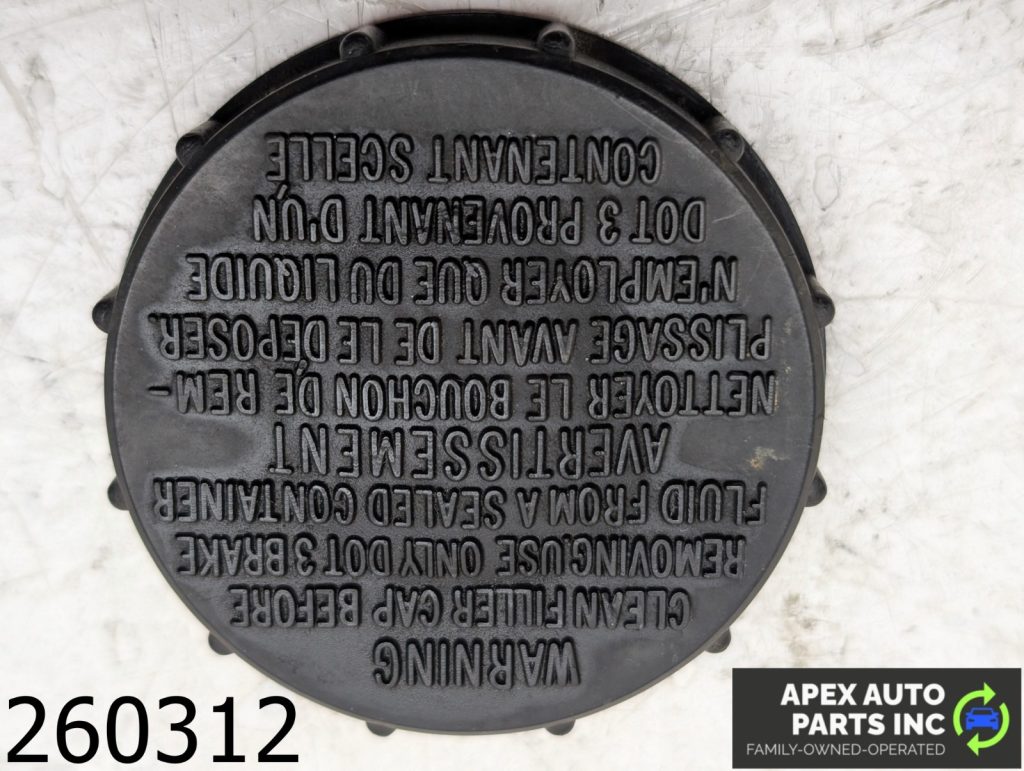 WARNING
CLEAN FILLER CAP BEFORE
REMOVING.USE ONLY DOT 3 BRAKE
FLUID FROM A SEALED CONTAINER
AVERTISSEMENT
NETTOYER LE BOUCHON DE REM-
PLISSAGE AVANT DE LE DÉPOSER.
N'EMPLOYER QUE DU LIQUIDE
DOT 3 PROVENANT D'UN
CONTENANT SCELLÉ
260312
APEX AUTO
PARTS INC
FAMILY-OWNED-OPERATED